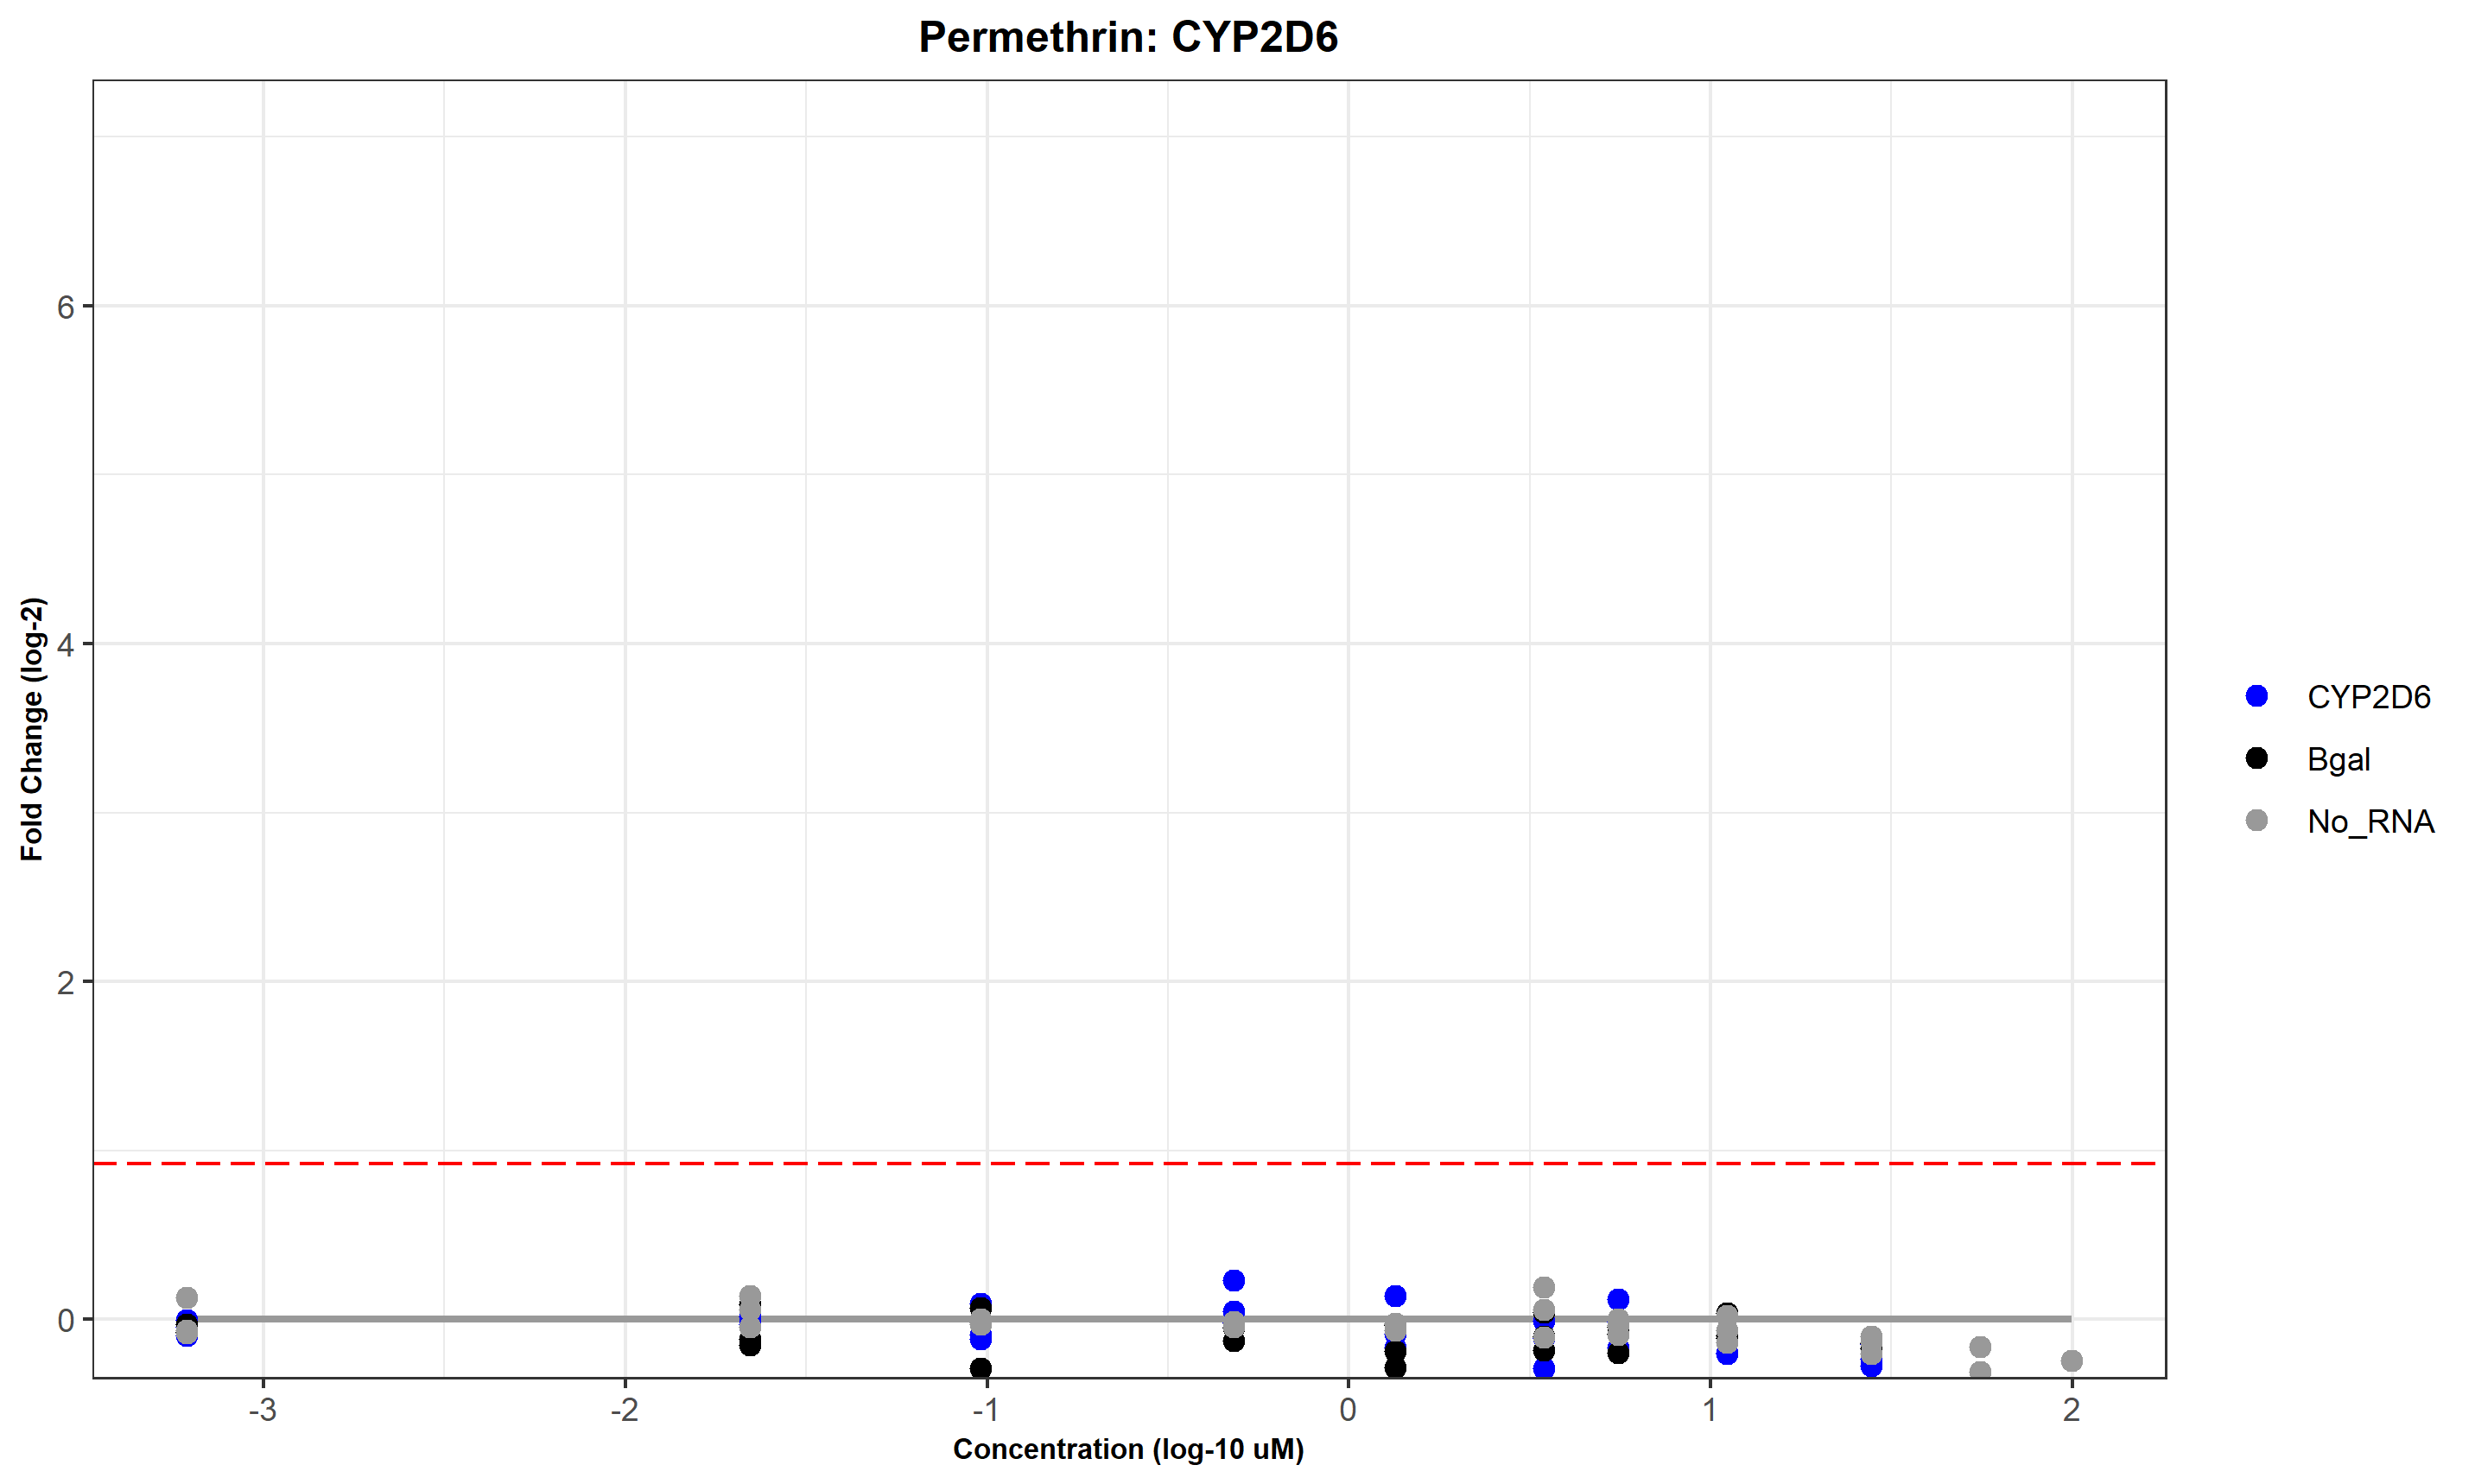 Permethrin: CYP2D6
Fold Change (log-2)
6
4
2
0
-3
-2
-1
0
1
2
Concentration (log-10 uM)
CYP2D6
Bgal
No_RNA